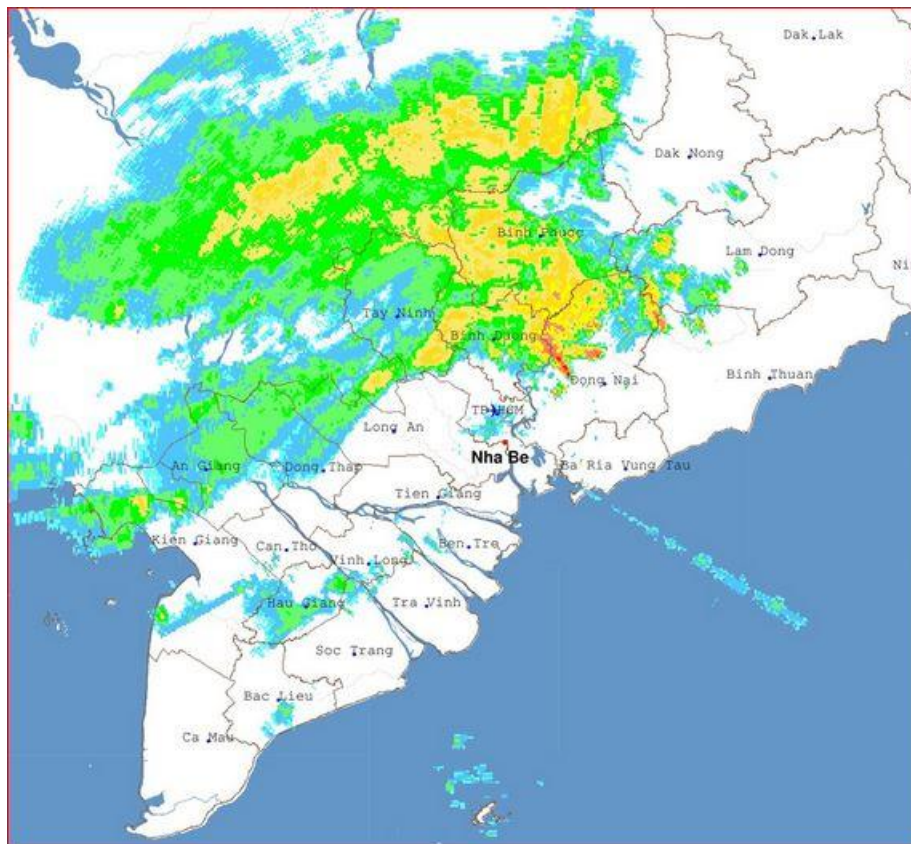 Dak Lak
Dak Nong
Binh Phuoc
Lam Dong
Ni
Tay Ninh
Binh Duong
Dong Nai
Binh Thuan
TP HCM
Long An
Nha Be
An Giang
Dong Thap
Ba Ria Vung Tau
Tien Giang
Kien Giang
Can Tho
Ben Tre
Vinh Long
Hau Giang
Tra Vinh
Soc Trang
Bac Lieu
Ca Mau